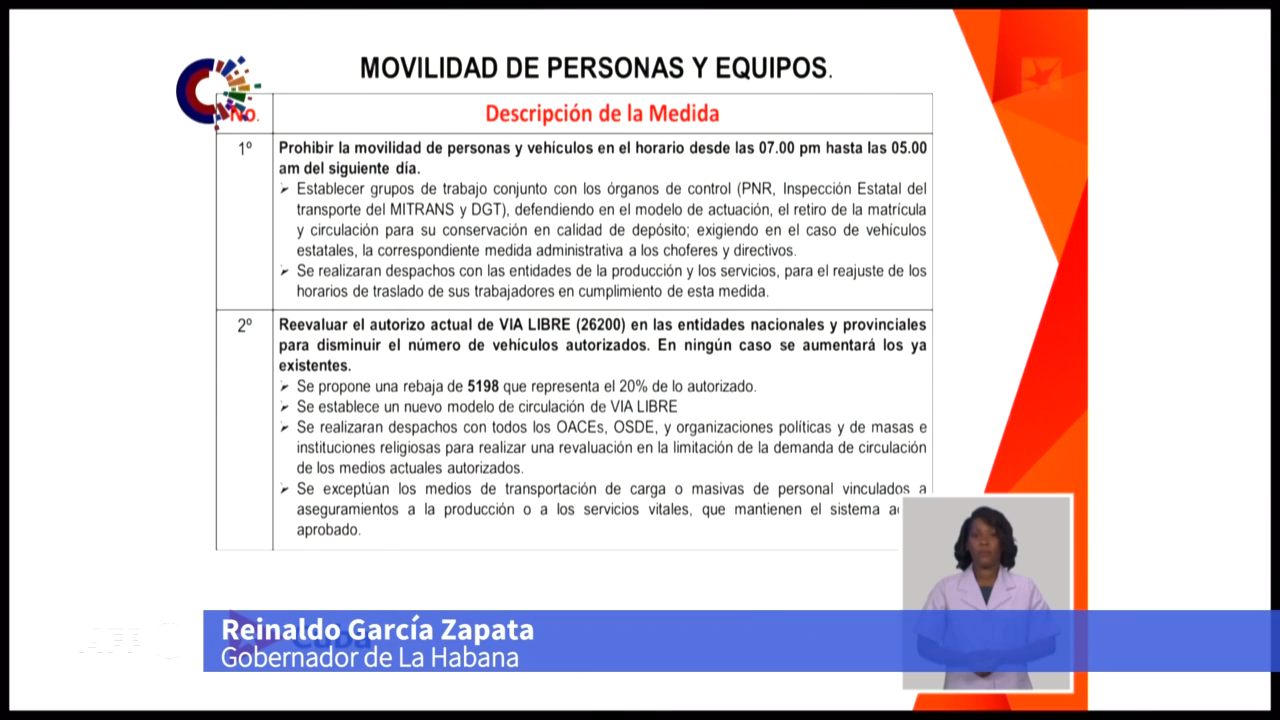 MOVILIDAD DE PERSONAS Y EQUIPOS.
No. Descripción de la Medida
1º Prohibir la movilidad de personas y vehículos en el horario desde las 07.00 pm hasta las 05.00
am del siguiente día.
➢ Establecer grupos de trabajo conjunto con los órganos de control (PNR, Inspección Estatal del
transporte del MITRANS y DGT), defendiendo en el modelo de actuación, el retiro de la matrícula
y circulación para su conservación en calidad de depósito; exigiendo en el caso de vehículos
estatales, la correspondiente medida administrativa a los choferes y directivos.
➢ Se realizaran despachos con las entidades de la producción y los servicios, para el reajuste de los
horarios de traslado de sus trabajadores en cumplimiento de esta medida.
2º Reevaluar el autorizo actual de VIA LIBRE (26200) en las entidades nacionales y provinciales
para disminuir el número de vehículos autorizados. En ningún caso se aumentará los ya
existentes.
➢ Se propone una rebaja de 5198 que representa el 20% de lo autorizado.
➢ Se establece un nuevo modelo de circulación de VIA LIBRE
➢ Se realizaran despachos con todos los OACEs, OSDE, y organizaciones políticas y de masas e
instituciones religiosas para realizar una revaluación en la limitación de la demanda de circulación
de los medios actuales autorizados.
➢ Se exceptúan los medios de transportación de carga o masivas de personal vinculados a
aseguramientos a la producción o a los servicios vitales, que mantienen el sistema
aprobado.
Reinaldo García Zapata
Gobernador de La Habana